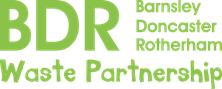 BDR
Barnsley
Doncaster
Rotherham
Waste Partnership